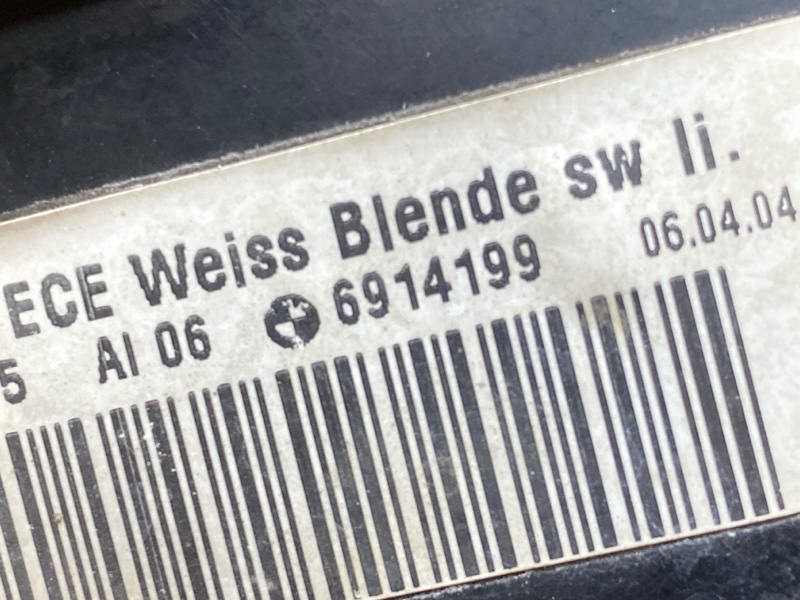 ECE Weiss Blende sw li.
5 AI 06 6914199 06.04.04